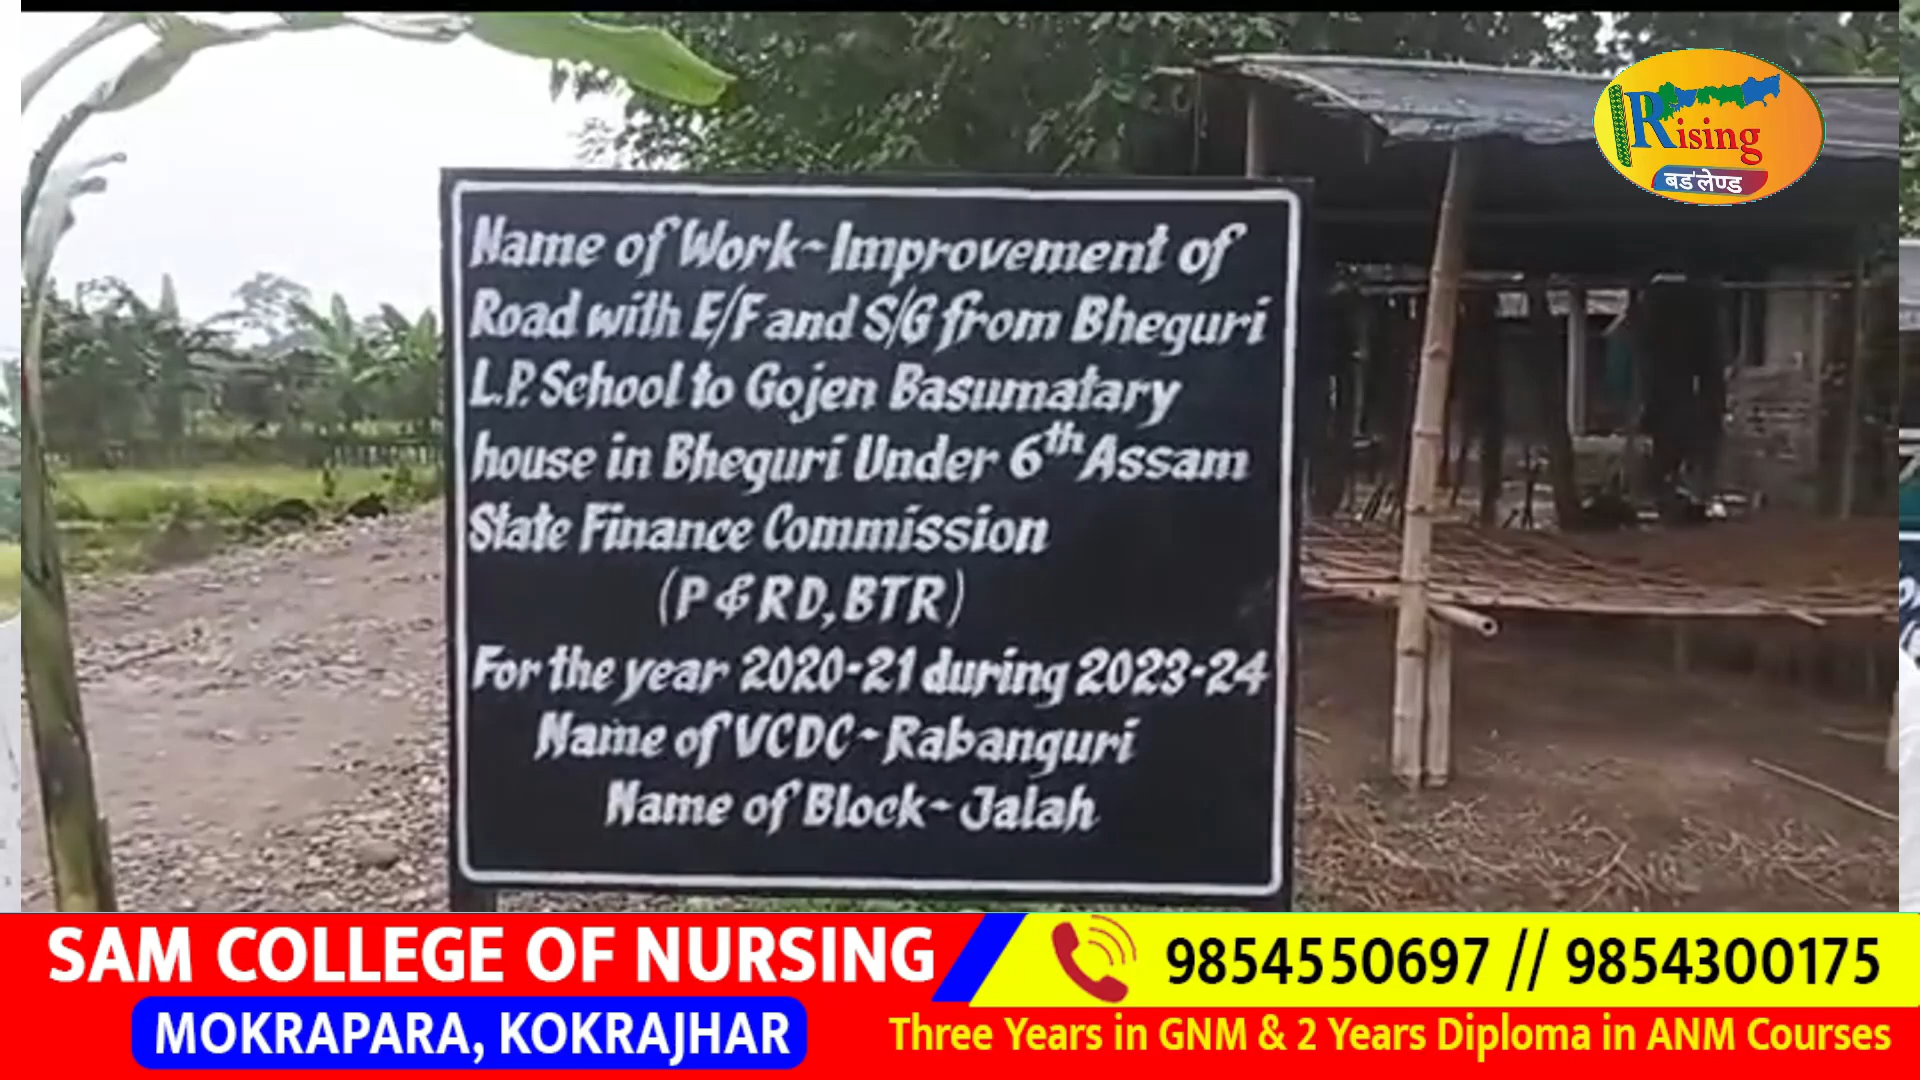 Rising
बड'लेण्ड
Name of Work-Improvement of
Road with E/F and S/G from Bheguri
L.P. School to Gojen Basumatary
house in Bheguri Under 6th Assam
State Finance Commission
(P & RD, BTR)
For the year 2020-21 during 2023-24
Name of VCDC-Rabanguri
Name of Block-Jalah
SAM COLLEGE OF NURSING
9854550697 // 9854300175
MOKRAPARA, KOKRAJHAR
Three Years in GNM & 2 Years Diploma in ANM Courses